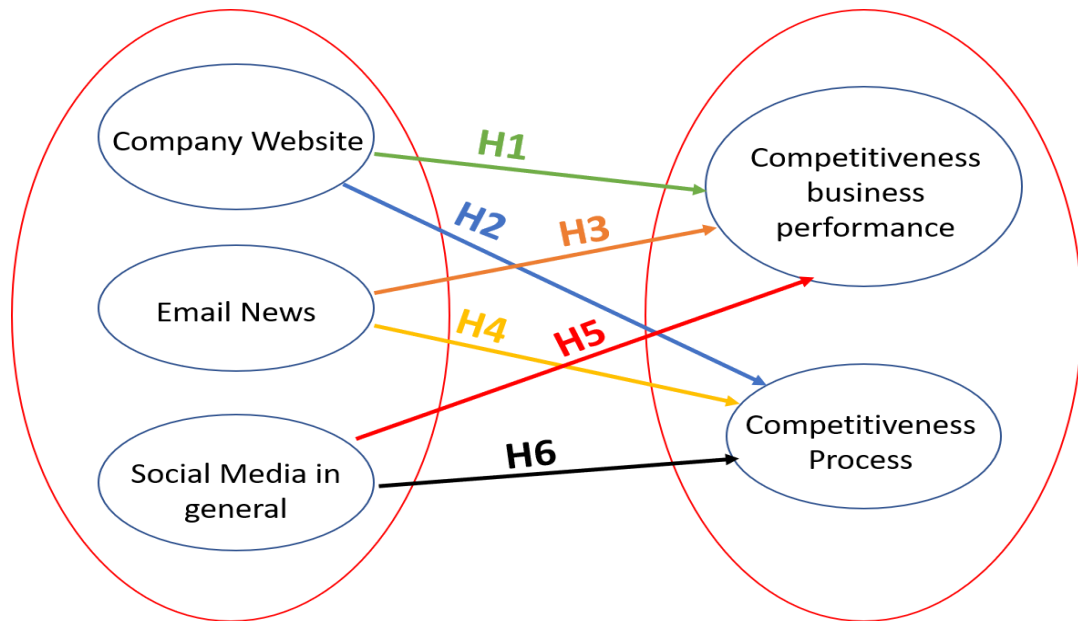 Company Website
Email News
Social Media in
general
H1
H2
H3
H4
H5
H6
Competitiveness
business
performance
Competitiveness
Process